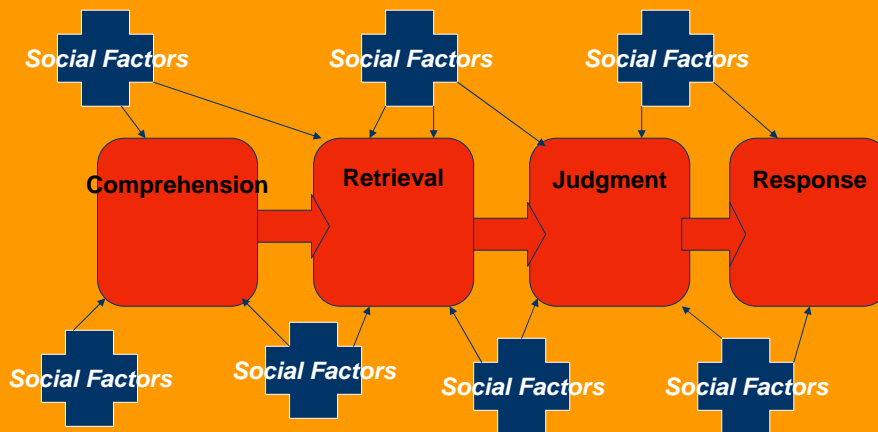 Social Factors
Social Factors
Social Factors
Comprehension
Retrieval
Judgment
Response
Social Factors
Social Factors
Social Factors
Social Factors